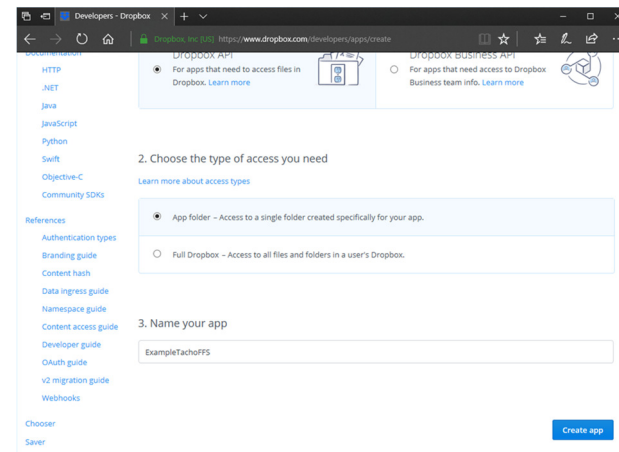 Developers - Dropbox
Dropbox, Inc [US] https://www.dropbox.com/developers/apps/create
Documentation
HTTP
.NET
Java
JavaScript
Python
Swift
Objective-C
Community SDKs
References
Authentication types
Branding guide
Content hash
Data ingress guide
Namespace guide
Content access guide
Developer guide
OAuth guide
v2 migration guide
Webhooks
Chooser
Saver
Dropbox API
For apps that need to access files in
Dropbox. Learn more
Dropbox Business API
For apps that need access to Dropbox
Business team info. Learn more
2. Choose the type of access you need
Learn more about access types
App folder – Access to a single folder created specifically for your app.
Full Dropbox – Access to all files and folders in a user's Dropbox.
3. Name your app
ExampleTachoFFS
Create app